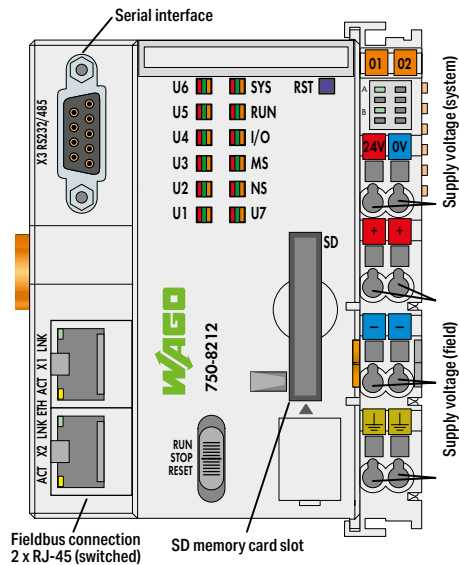 Serial interface
X3 RS232/485
U6 SYS RST
U5 RUN
U4 I/O
U3 MS
U2 NS
U1 U7
01 02
A
B
24V 0V
Supply voltage (system)
+ +
SD
WAGO
750-8212
ACT X1 LNK
ETH
ACT X2 LNK
RUN
STOP
RESET
− −
Supply voltage (field)
Fieldbus connection
2 x RJ-45 (switched)
SD memory card slot